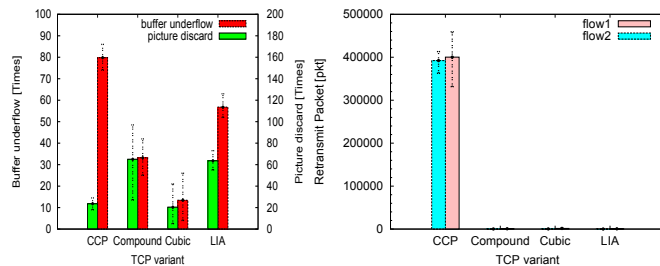 100
90
80
70
60
50
40
30
20
10
0
Buffer underflow [Times]
buffer underflow
picture discard
200
180
160
140
120
100
80
60
40
20
0
Picture discard [Times]
CCP Compound Cubic LIA
TCP variant
500000
400000
300000
200000
100000
0
Retransmit Packet [pkt]
flow1
flow2
CCP Compound Cubic LIA
TCP variant